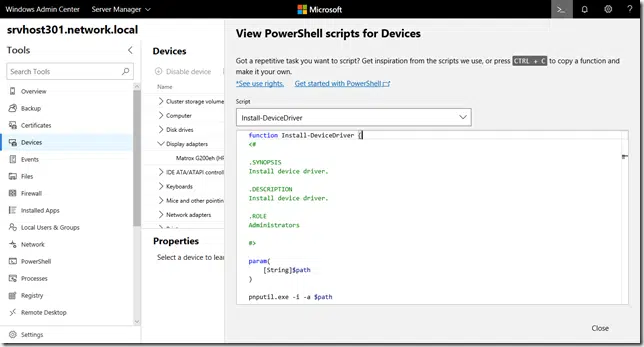 Windows Admin Center
Server Manager
Microsoft
srvhost301.network.local
Tools
Search Tools
Overview
Backup
Certificates
Devices
Events
Files
Firewall
Installed Apps
Local Users & Groups
Network
PowerShell
Processes
Registry
Remote Desktop
Settings
Devices
Disable device
Name
Cluster storage volume
Computer
Disk drives
Display adapters
Matrox G200eh (HP
IDE ATA/ATAPI control
Keyboards
Mice and other pointin
Network adapters
Properties
Select a device to lear
View PowerShell scripts for Devices
Got a repetitive task you want to script? Get inspiration from the scripts we use, or press CTRL + C to copy a function and
make it your own.
*See use rights. Get started with PowerShell
Script
Install-DeviceDriver
function Install-DeviceDriver {
<#
.SYNOPSIS
Install device driver.
.DESCRIPTION
Install device driver.
.ROLE
Administrators
#>
param(
[String]$path
)
pnputil.exe -i -a $path
Close